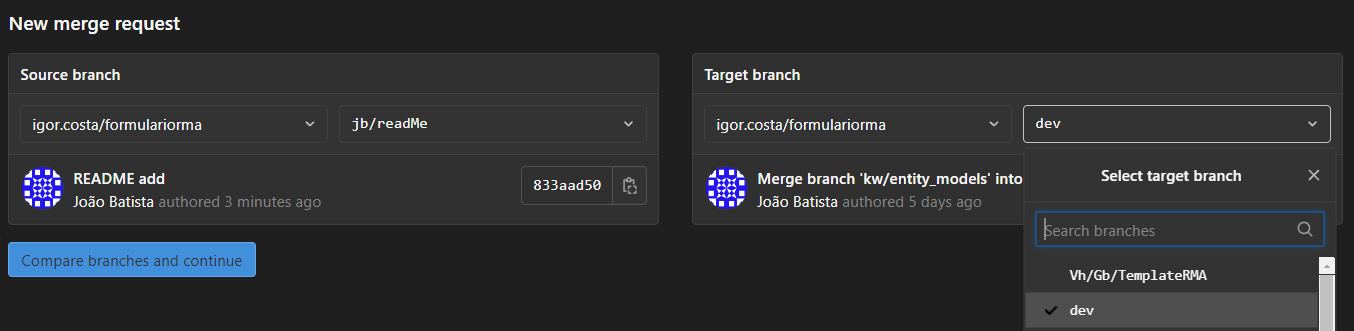 New merge request
Source branch
igor.costa/formulariorma
jb/readMe
README add
João Batista authored 3 minutes ago
833aad50
Target branch
igor.costa/formulariorma
dev
Merge branch 'kw/entity_models' into
João Batista authored 5 days ago
Select target branch
Search branches
Vh/Gb/TemplateRMA
dev
Compare branches and continue